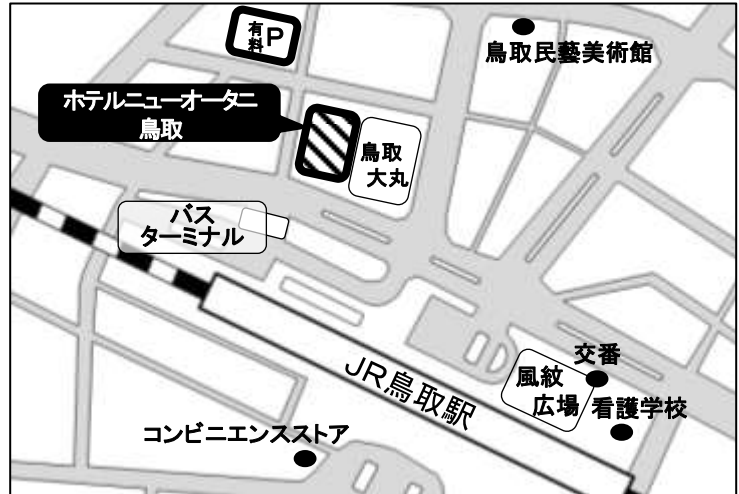 有料
P
鳥取民藝美術館
ホテルニューオータニ
鳥取
鳥取
大丸
バス
ターミナル
JR鳥取駅
交番
風紋
広場
看護学校
コンビニエンスストア